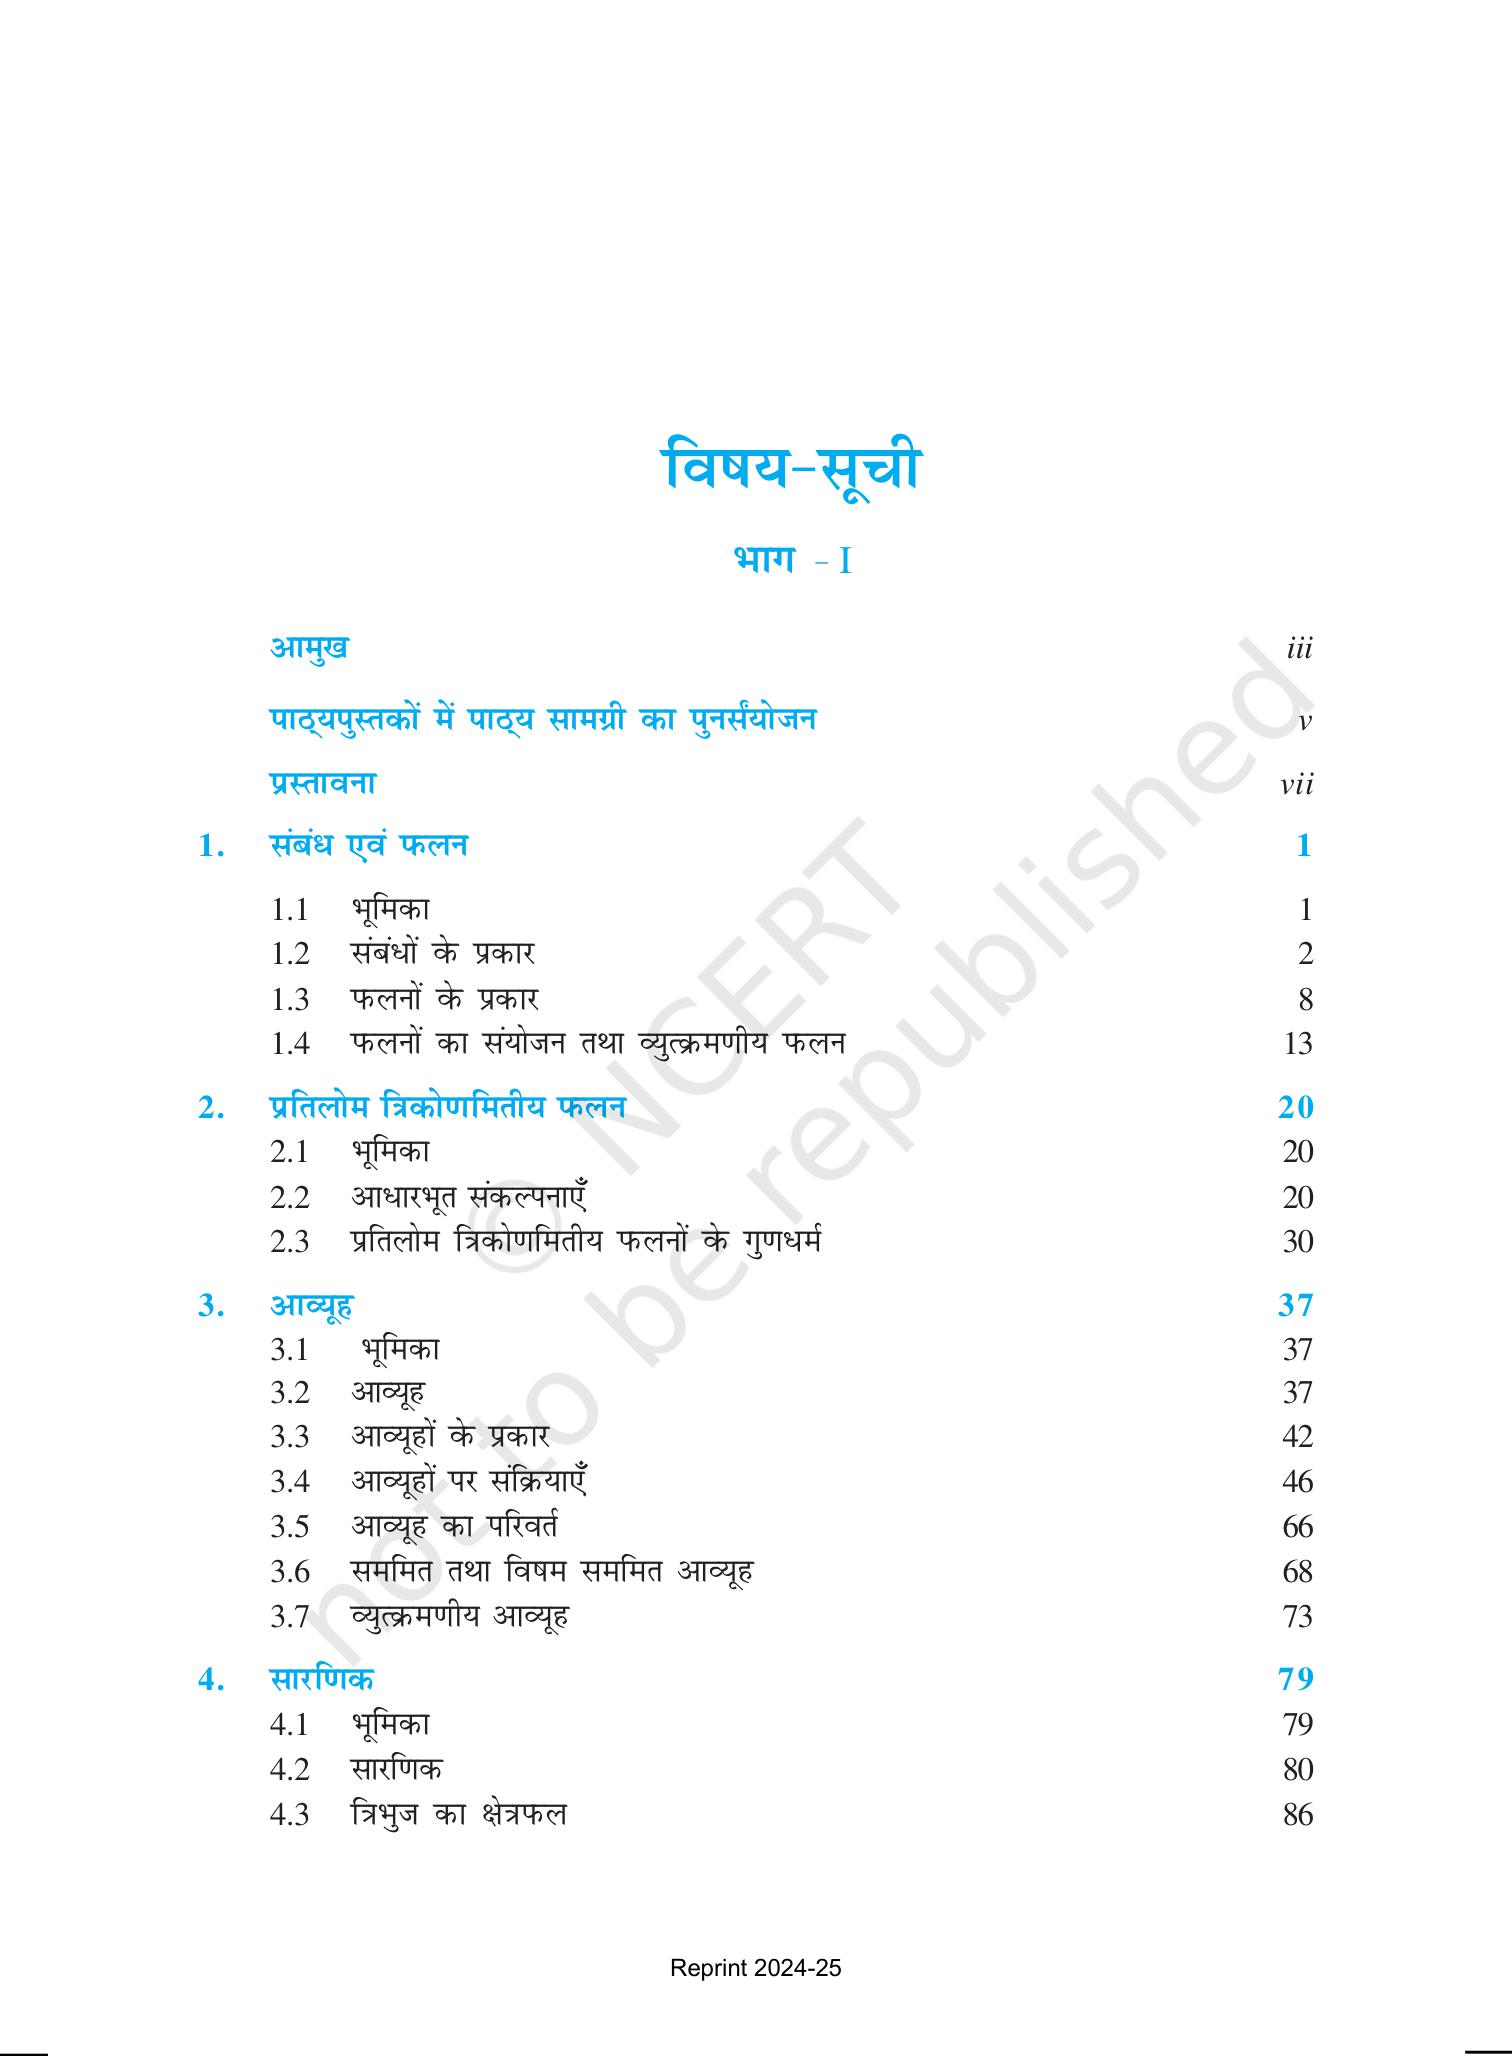 विषय-सूची
भाग - I
आमुख iii
पाठ्यपुस्तकों में पाठ्य सामग्री का पुनर्संयोजन v
प्रस्तावना vii
1. संबंध एवं फलन 1
1.1 भूमिका 1
1.2 संबंधों के प्रकार 2
1.3 फलनों के प्रकार 8
1.4 फलनों का संयोजन तथा व्युत्क्रमणीय फलन 13
2. प्रतिलोम त्रिकोणमितीय फलन 20
2.1 भूमिका 20
2.2 आधारभूत संकल्पनाएँ 20
2.3 प्रतिलोम त्रिकोणमितीय फलनों के गुणधर्म 30
3. आव्यूह 37
3.1 भूमिका 37
3.2 आव्यूह 37
3.3 आव्यूहों के प्रकार 42
3.4 आव्यूहों पर संक्रियाएँ 46
3.5 आव्यूह का परिवर्त 66
3.6 सममित तथा विषम सममित आव्यूह 68
3.7 व्युत्क्रमणीय आव्यूह 73
4. सारणिक 79
4.1 भूमिका 79
4.2 सारणिक 80
4.3 त्रिभुज का क्षेत्रफल 86
© NCERT
not to be republished
Reprint 2024-25